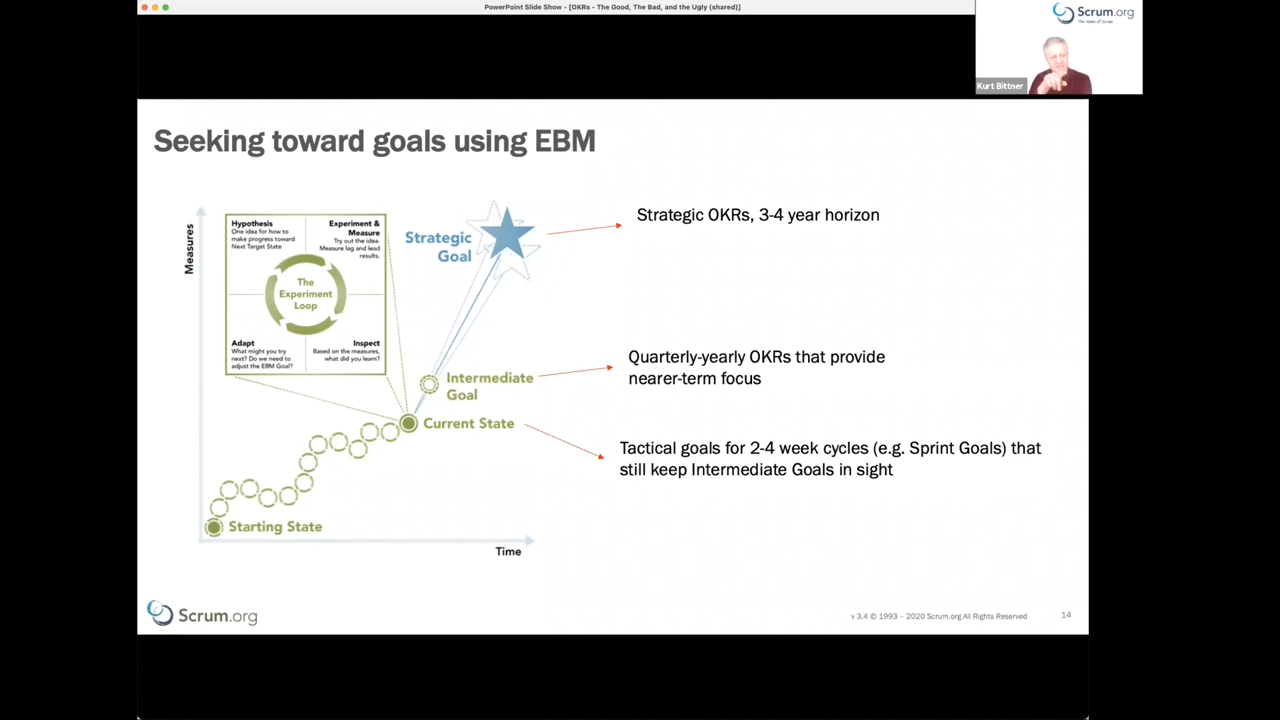 PowerPoint Slide Show - [OKRs - The Good, The Bad, and the Ugly (shared)]
Scrum.org
The Home of Scrum
Kurt Bittner
Seeking toward goals using EBM
Measures
Hypothesis
One idea for how to
make progress toward
Next Target State
Experiment &
Measure
Try out the idea.
Measure lag and lead
results.
The
Experiment
Loop
Adapt
What might you try
next? Do we need to
adjust the EBM Goal?
Inspect
Based on the measures,
what did you learn?
Strategic
Goal
Strategic OKRs, 3-4 year horizon
Intermediate
Goal
Quarterly-yearly OKRs that provide
nearer-term focus
Current State
Tactical goals for 2-4 week cycles (e.g. Sprint Goals) that
still keep Intermediate Goals in sight
Starting State
Time
Scrum.org
v 3.4 © 1993 – 2020 Scrum.org All Rights Reserved
14